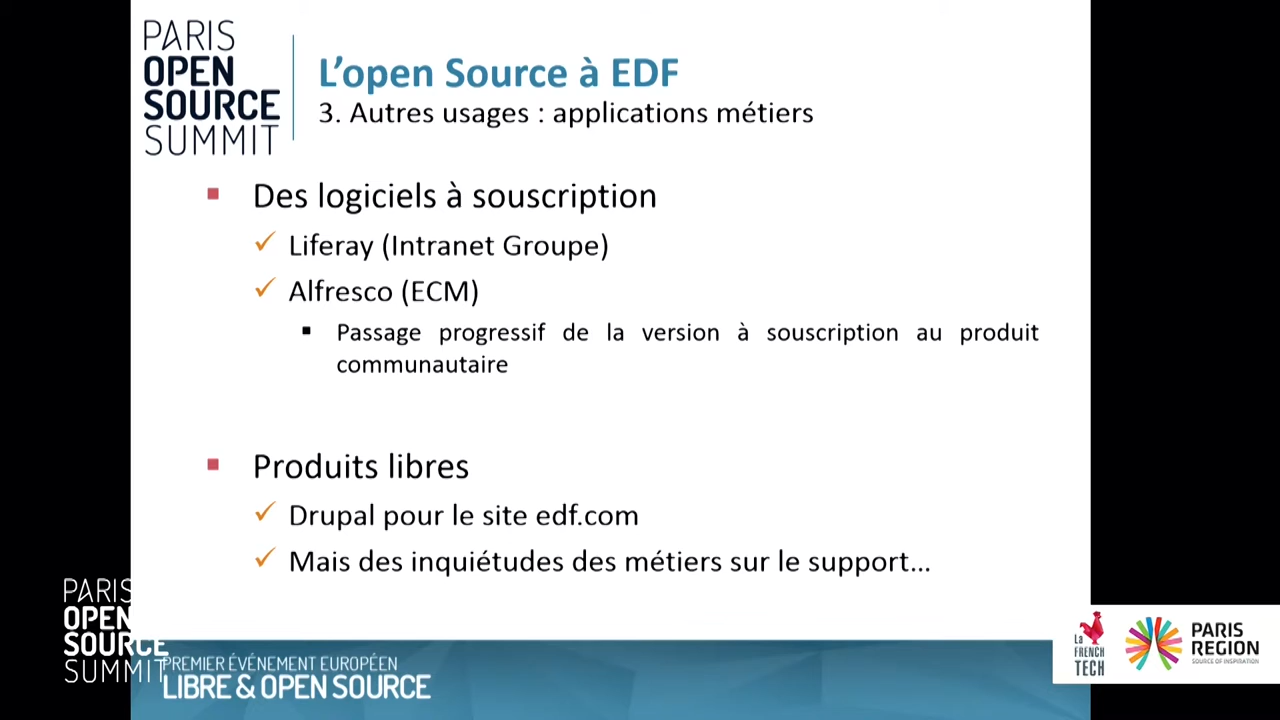 PARIS
OPEN
SOURCE
SUMMIT
L'open Source à EDF
3. Autres usages : applications métiers
Des logiciels à souscription
Liferay (Intranet Groupe)
Alfresco (ECM)
Passage progressif de la version à souscription au produit
communautaire
Produits libres
Drupal pour le site edf.com
Mais des inquiétudes des métiers sur le support...
PARIS
OPEN
SOURCE
SUMMIT
PREMIER ÉVÉNEMENT EUROPÉEN
LIBRE & OPEN SOURCE
La
FRENCH
TECH
PARIS
REGION
SOURCE OF INSPIRATION